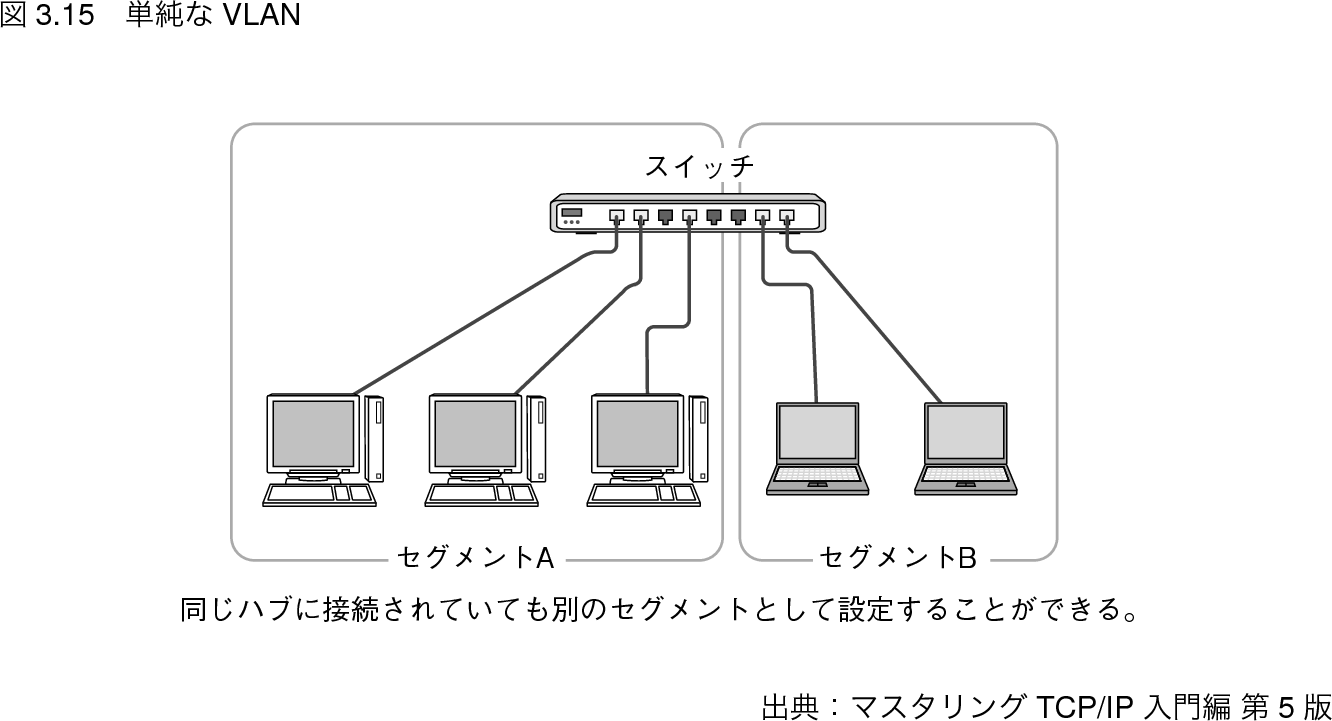 図 3.15　単純な VLAN
スイッチ
セグメントA
セグメントB
同じハブに接続されていても別のセグメントとして設定することができる。
出典：マスタリング TCP/IP 入門編 第 5 版